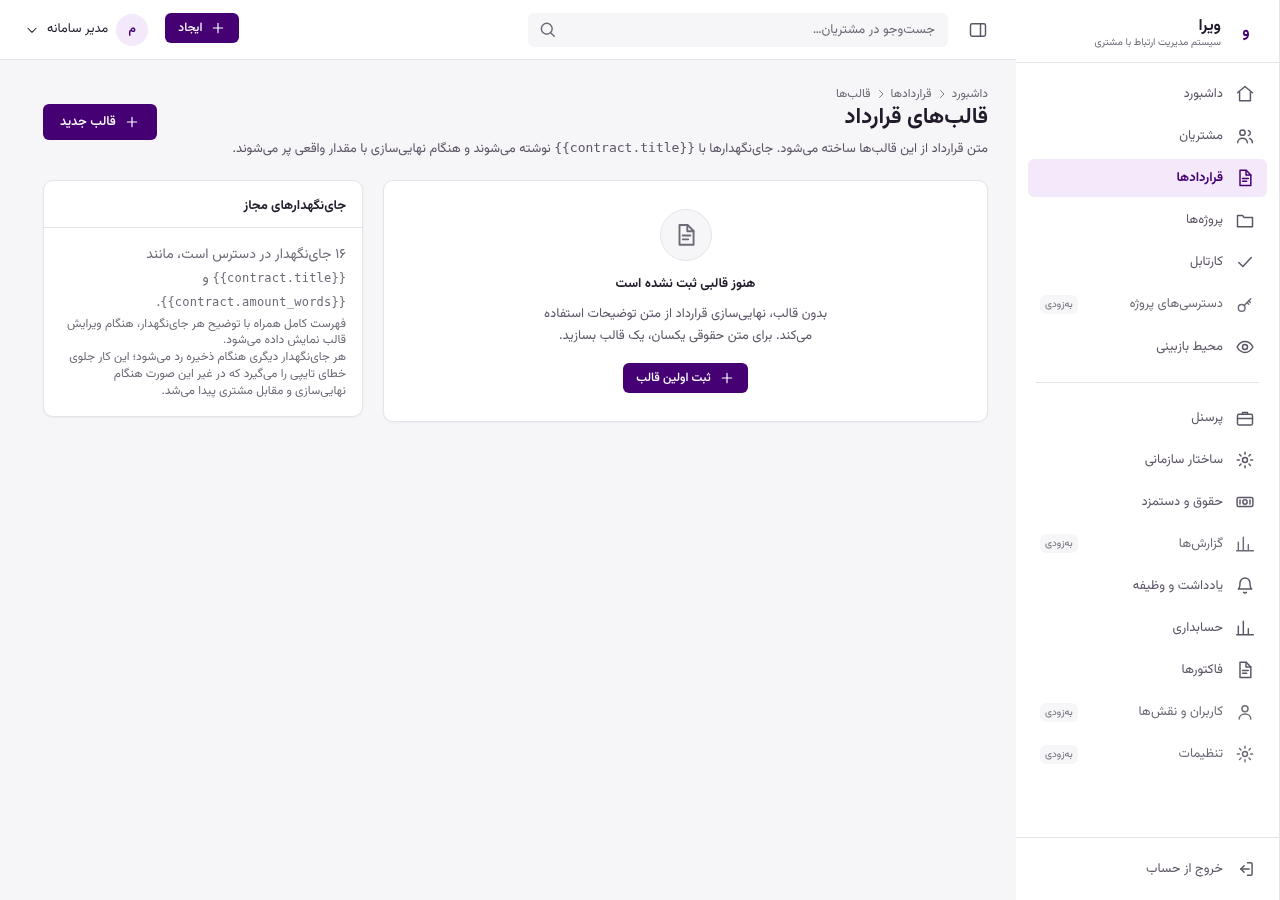 و
ویرا
سیستم مدیریت ارتباط با مشتری
داشبورد
مشتریان
قراردادها
پروژه‌ها
کارتابل
دسترسی‌های پروژه
به‌زودی
محیط بازبینی
پرسنل
ساختار سازمانی
حقوق و دستمزد
گزارش‌ها
به‌زودی
یادداشت و وظیفه
حسابداری
فاکتورها
کاربران و نقش‌ها
به‌زودی
تنظیمات
به‌زودی
خروج از حساب
جست‌وجو در مشتریان…
ایجاد
م
مدیر سامانه
داشبورد
قراردادها
قالب‌ها
قالب‌های قرارداد
متن قرارداد از این قالب‌ها ساخته می‌شود. جای‌نگهدارها با {{contract.title}} نوشته می‌شوند و هنگام نهایی‌سازی با مقدار واقعی پر می‌شوند.
قالب جدید
هنوز قالبی ثبت نشده است
بدون قالب، نهایی‌سازی قرارداد از متن توضیحات استفاده
می‌کند. برای متن حقوقی یکسان، یک قالب بسازید.
ثبت اولین قالب
جای‌نگهدارهای مجاز
۱۶ جای‌نگهدار در دسترس است، مانند
{{contract.title}} و
{{contract.amount_words}}.
فهرست کامل همراه با توضیح هر جای‌نگهدار، هنگام ویرایش
قالب نمایش داده می‌شود.
هر جای‌نگهدار دیگری هنگام ذخیره رد می‌شود؛ این کار جلوی
خطای تایپی را می‌گیرد که در غیر این صورت هنگام
نهایی‌سازی و مقابل مشتری پیدا می‌شد.